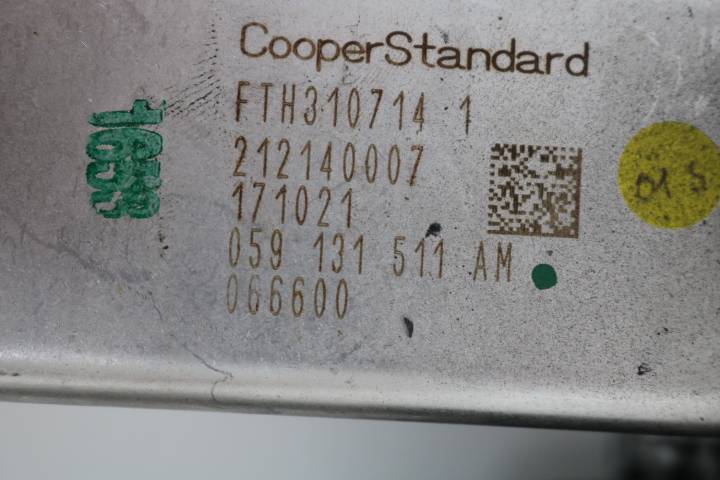 CooperStandard
FTH310714 1
212140007
171021
059 131 511 AM
066600